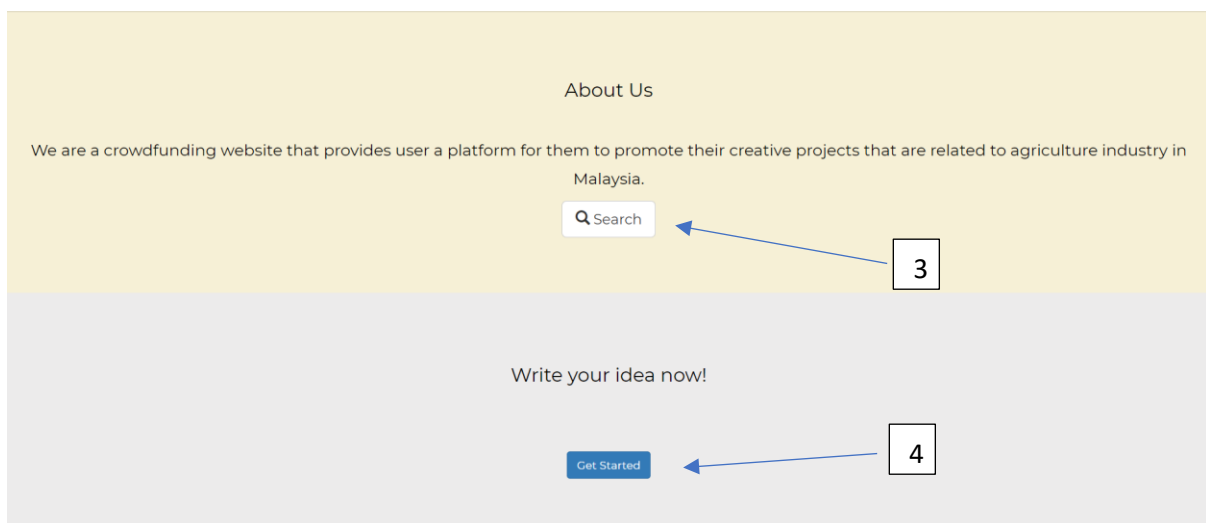 About Us
We are a crowdfunding website that provides user a platform for them to promote their creative projects that are related to agriculture industry in
Malaysia.
Search
3
Write your idea now!
Get Started
4